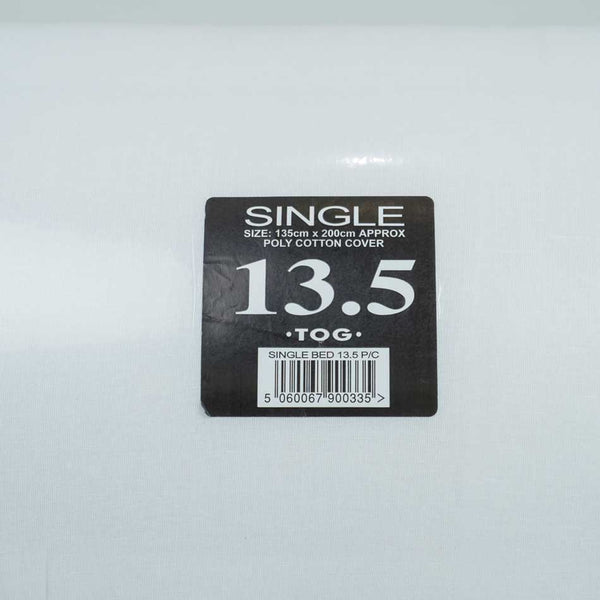 SINGLE
SIZE: 135cm x 200cm APPROX
POLY COTTON COVER
13.5
·TOG·
SINGLE BED 13.5 P/C
5 060067 900335 >